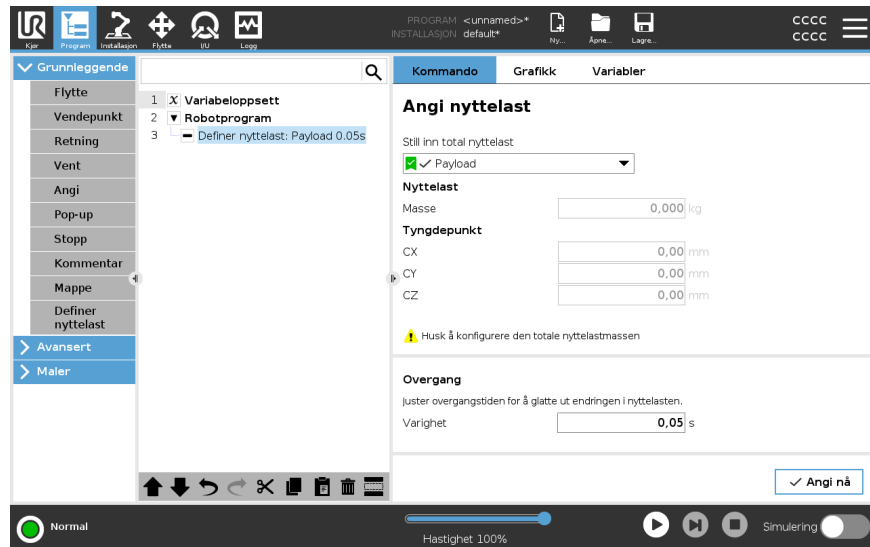 UR
Kjør
Program
Installasjon
Flytte
I/U
Logg
PROGRAM <unnamed>*
INSTALLASJON default*
Ny...
Åpne...
Lagre...
CCCC
CCCC
Grunnleggende
Flytte
Vendepunkt
Retning
Vent
Angi
Pop-up
Stopp
Kommentar
Mappe
Definer
nyttelast
Avansert
Maler
1 X Variabeloppsett
2 Robotprogram
3 Definer nyttelast: Payload 0.05s
Kommando Grafikk Variabler
Angi nyttelast
Still inn total nyttelast
Payload
Nyttelast
Masse 0,000 kg
Tyngdepunkt
CX 0,00 mm
CY 0,00 mm
CZ 0,00 mm
Husk å konfigurere den totale nyttelastmassen
Overgang
Juster overgangstiden for å glatte ut endringen i nyttelasten.
Varighet 0,05 s
Angi nå
Normal
Hastighet 100%
Simulering